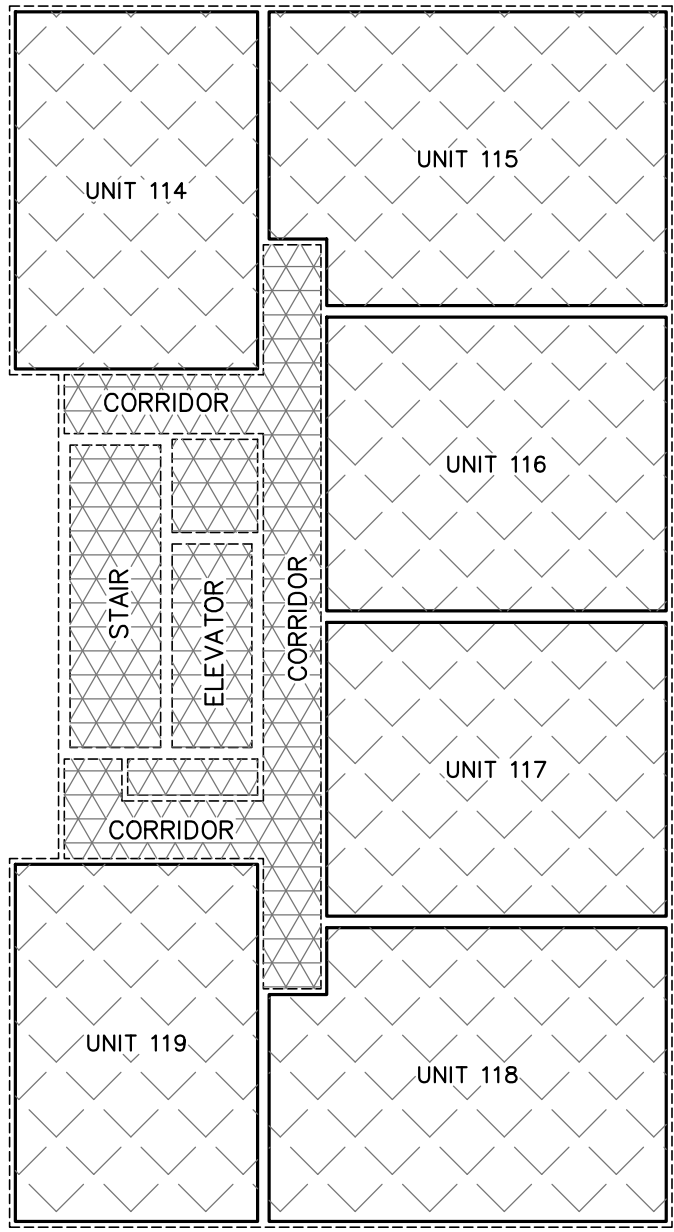 UNIT 114
UNIT 115
CORRIDOR
UNIT 116
STAIR
ELEVATOR
CORRIDOR
UNIT 117
CORRIDOR
UNIT 119
UNIT 118